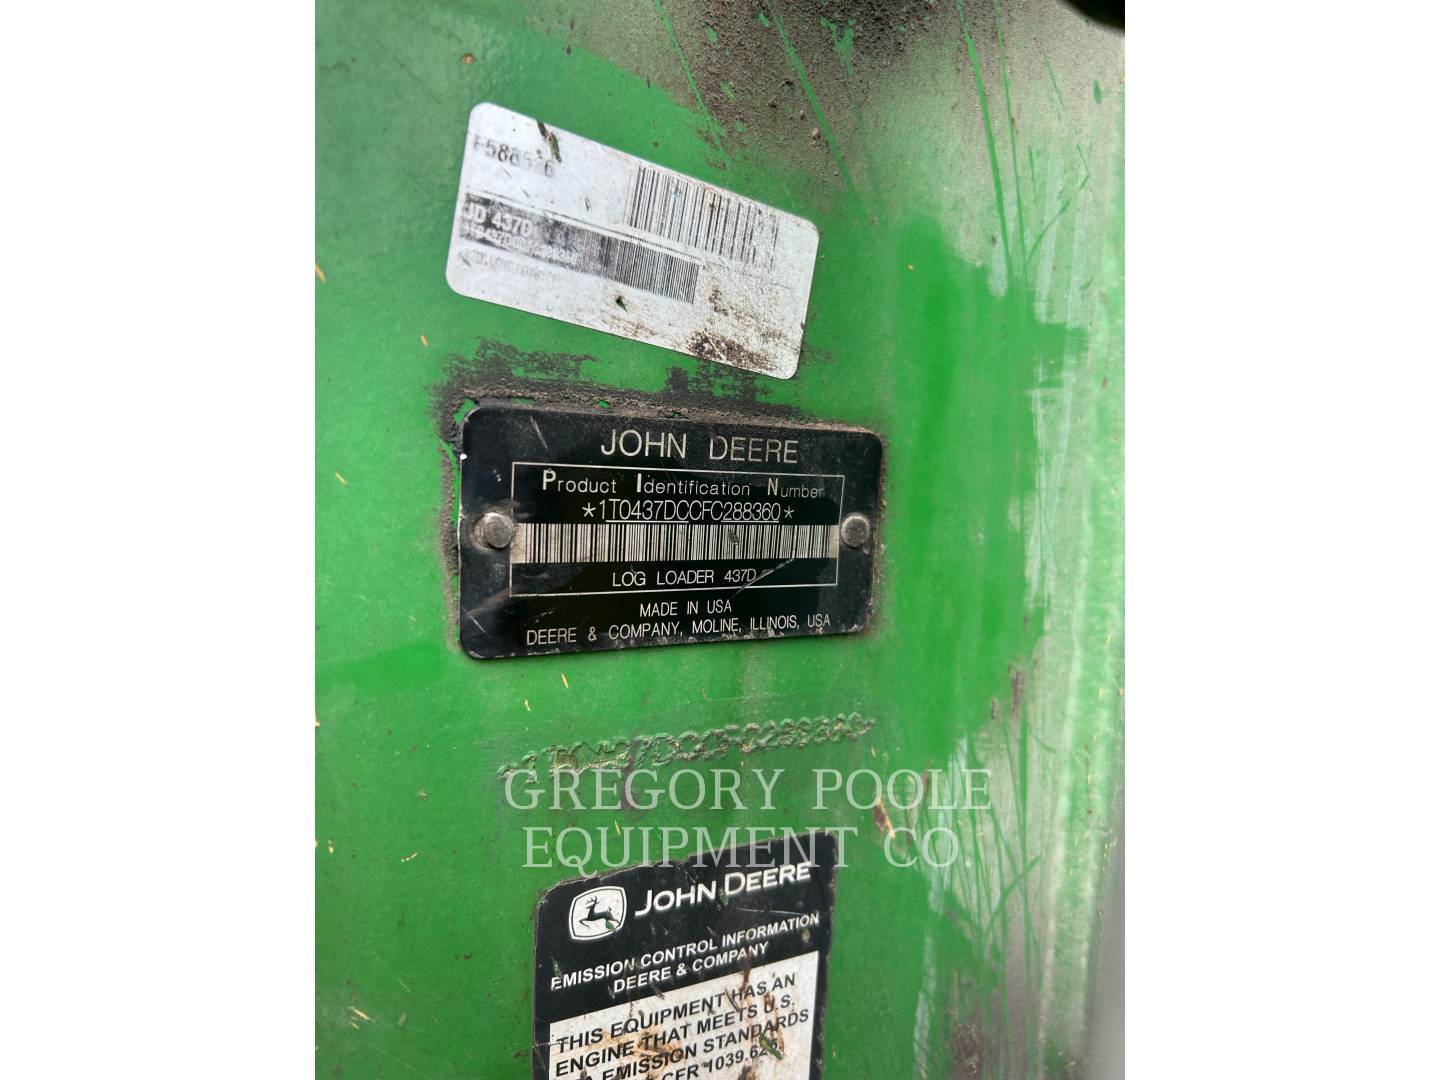 JD 437D
JOHN DEERE
Product Identification Number
*1T0437DCCFC288360*
LOG LOADER 437D
MADE IN USA
DEERE & COMPANY, MOLINE, ILLINOIS, USA
GREGORY POOLE
EQUIPMENT CO.
JOHN DEERE
EMISSION CONTROL INFORMATION
DEERE & COMPANY
THIS EQUIPMENT HAS AN
ENGINE THAT MEETS U.S.
EMISSION STANDARDS
CFR 1039.625